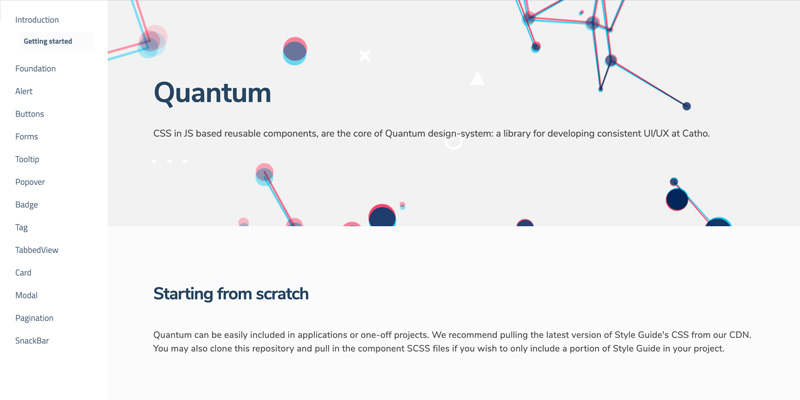 Introduction
Getting started
Foundation
Alert
Buttons
Forms
Tooltip
Popover
Badge
Tag
TabbedView
Card
Modal
Pagination
SnackBar
Quantum
CSS in JS based reusable components, are the core of Quantum design-system: a library for developing consistent UI/UX at Catho.
Starting from scratch
Quantum can be easily included in applications or one-off projects. We recommend pulling the latest version of Style Guide's CSS from our CDN.
You may also clone this repository and pull in the component SCSS files if you wish to only include a portion of Style Guide in your project.